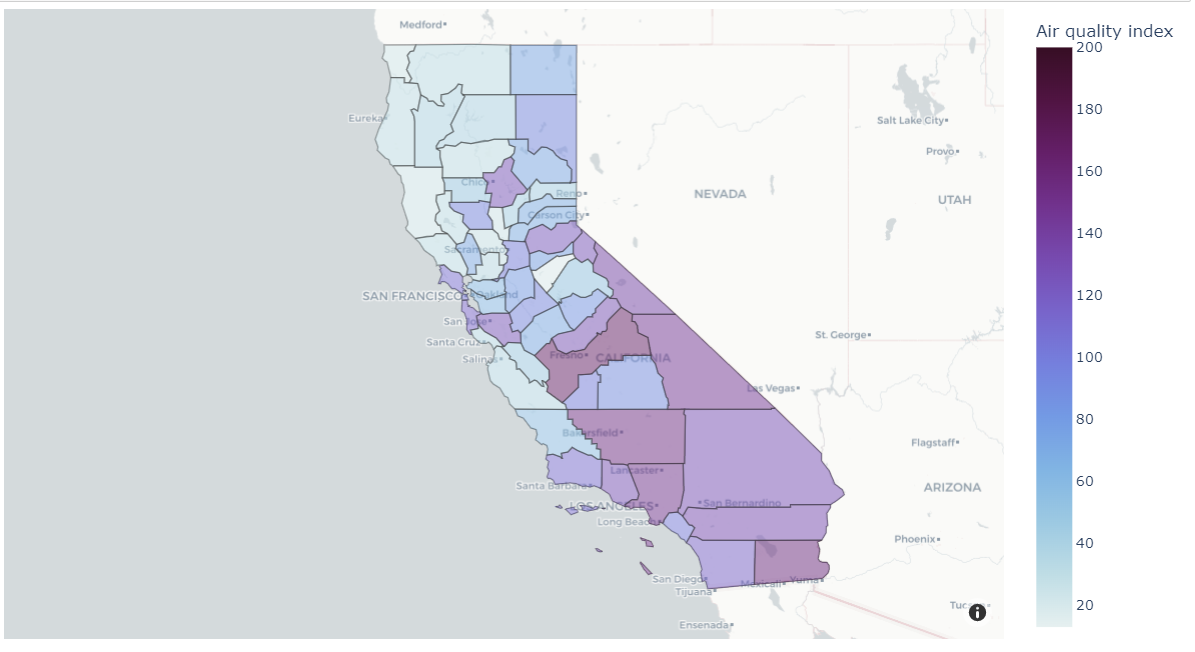 Air quality index
200
180
160
140
120
100
80
60
40
20
Medford
Eureka
Salt Lake City
Provo
Chico
Reno
NEVADA
UTAH
Carson City
Sacramento
SAN FRANCISCO
Oakland
San Jose
St. George
Santa Cruz
Salinas
Fresno
CALIFORNIA
Las Vegas
Bakersfield
Flagstaff
Lancaster
Santa Barbara
ARIZONA
LOS ANGELES
San Bernardino
Long Beach
Phoenix
San Diego
Mexicali
Yuma
Tijuana
Ensenada